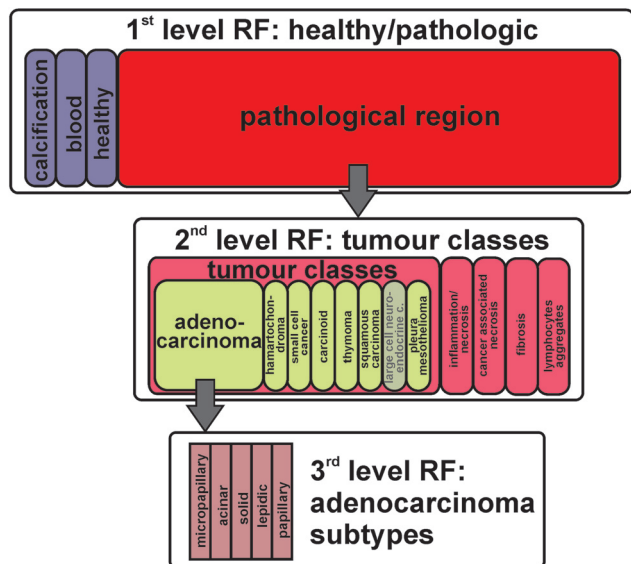 1st level RF: healthy/pathologic
calcification
blood
healthy
pathological region
2nd level RF: tumour classes
tumour classes
adeno-
carcinoma
hamartochon-
droma
small cell
cancer
carcinoid
thymoma
squamous
carcinoma
large cell neuro-
endocrine c.
pleura
mesothelioma
inflammation/
necrosis
cancer associated
necrosis
fibrosis
lymphocytes
aggregates
micropapillary
acinar
solid
lepidic
papillary
3rd level RF:
adenocarcinoma
subtypes